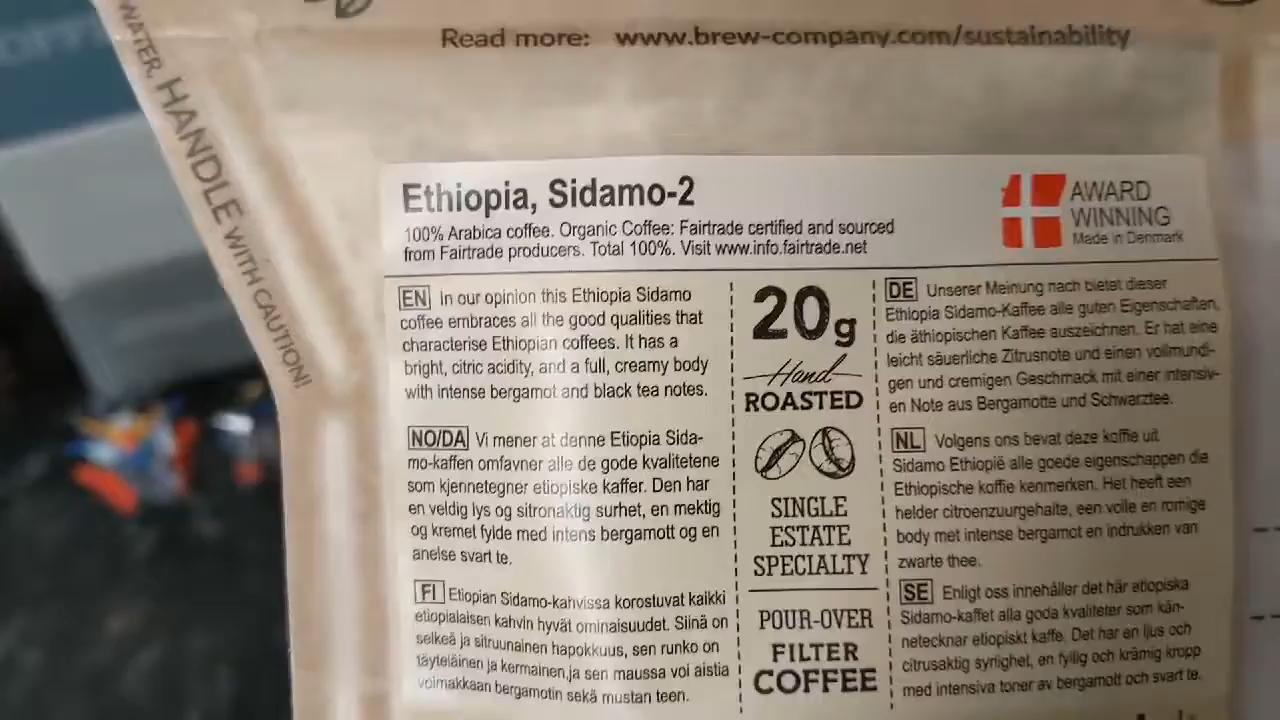 Read more: www.brew-company.com/sustainability
WATER, HANDLE WITH CAUTION!
Ethiopia, Sidamo-2
100% Arabica coffee. Organic Coffee: Fairtrade certified and sourced
from Fairtrade producers. Total 100%. Visit www.info.fairtrade.net
AWARD
WINNING
Made in Denmark
EN In our opinion this Ethiopia Sidamo
coffee embraces all the good qualities that
characterise Ethiopian coffees. It has a
bright, citric acidity, and a full, creamy body
with intense bergamot and black tea notes.
NO/DA Vi mener at denne Etiopia Sida-
mo-kaffen omfavner alle de gode kvalitetene
som kjennetegner etiopiske kaffer. Den har
en veldig lys og sitronaktig surhet, en mektig
og kremet fylde med intens bergamott og en
anelse svart te.
FI Etiopian Sidamo-kahvissa korostuvat kaikki
etiopialaisen kahvin hyvät ominaisuudet. Siinä on
selkeä ja sitruunainen hapokkuus, sen runko on
täyteläinen ja kermainen,ja sen maussa voi aistia
voimakkaan bergamotin sekä mustan teen.
20g
Hand
ROASTED
SINGLE
ESTATE
SPECIALTY
POUR-OVER
FILTER
COFFEE
DE Unserer Meinung nach bietet dieser
Ethiopia Sidamo-Kaffee alle guten Eigenschaften,
die äthiopischen Kaffee auszeichnen. Er hat eine
leicht säuerliche Zitrusnote und einen vollmundi-
gen und cremigen Geschmack mit einer intensiv-
en Note aus Bergamotte und Schwarztee.
NL Volgens ons bevat deze koffie uit
Sidamo Ethiopië alle goede eigenschappen die
Ethiopische koffie kenmerken. Het heeft een
helder citroenzuurgehalte, een volle en romige
body met intense bergamot en indrukken van
zwarte thee.
SE Enligt oss innehåller det här etiopiska
Sidamo-kaffet alla goda kvaliteter som kän-
netecknar etiopiskt kaffe. Det har en ljus och
citrusaktig syrlighet, en fyllig och krämig kropp
med intensiva toner av bergamott och svart te.